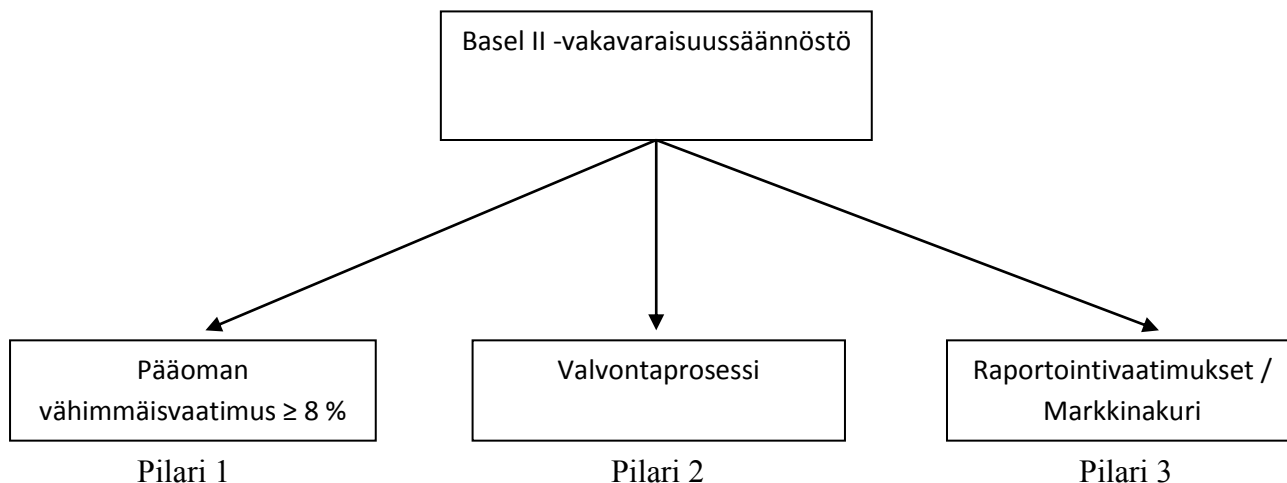 Basel II -vakavaraisuussäännöstö
Pääoman
vähimmäisvaatimus ≥ 8 %
Valvontaprosessi
Raportointivaatimukset /
Markkinakuri
Pilari 1
Pilari 2
Pilari 3